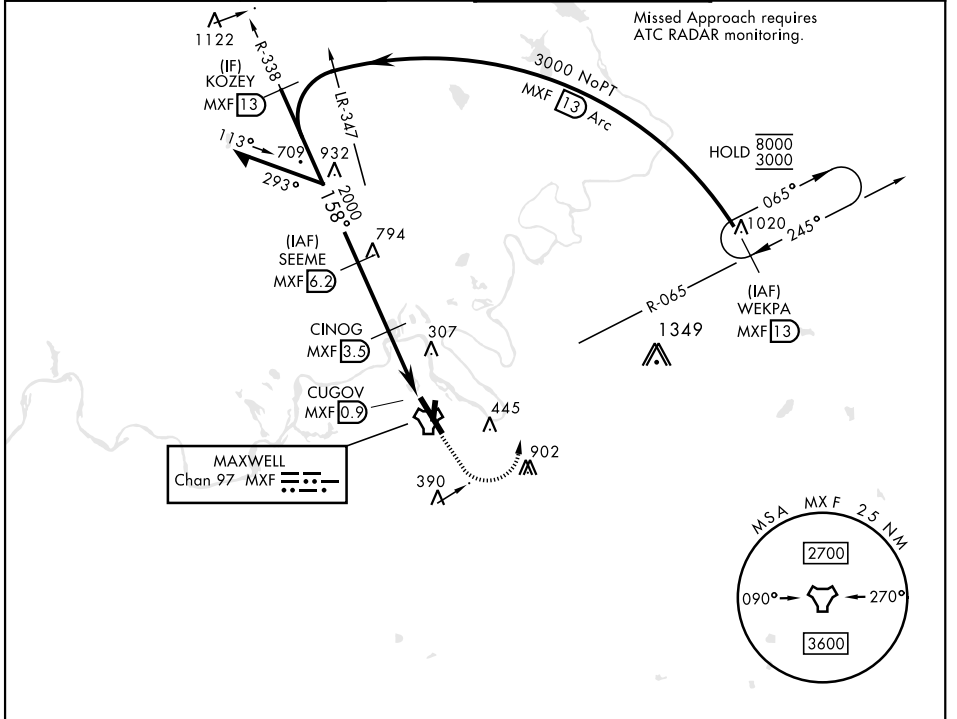 Missed Approach requires
ATC RADAR monitoring.
1122
R-338
(IF)
KOZEY
MXF 13
LR-347
3000 NoPT
MXF 13 Arc
HOLD 8000
3000
065°
1020
245°
R-065
(IAF)
WEKPA
MXF 13
1349
113°
709
932
293°
2000
158°
794
(IAF)
SEEME
MXF 6.2
CINOG
MXF 3.5
307
CUGOV
MXF 0.9
445
MAXWELL
Chan 97 MXF
902
390
MSA MXF 25 NM
2700
090°
270°
3600